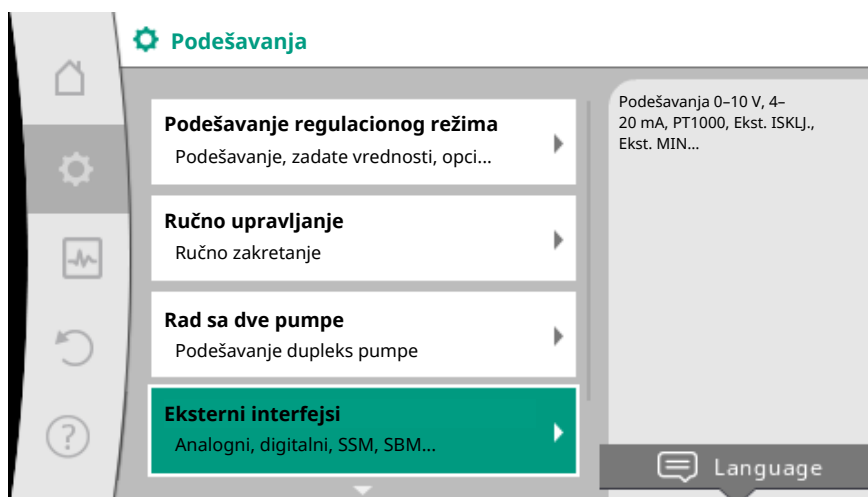 Podešavanja
Podešavanje regulacionog režima
Podešavanje, zadate vrednosti, opci...
Ručno upravljanje
Ručno zakretanje
Rad sa dve pumpe
Podešavanje dupleks pumpe
Eksterni interfejsi
Analogni, digitalni, SSM, SBM...
Podešavanja 0–10 V, 4–
20 mA, PT1000, Ekst. ISKLJ.,
Ekst. MIN...
Language